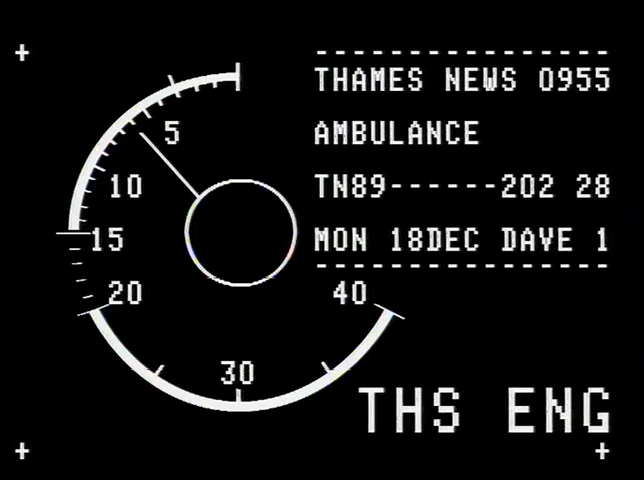 THAMES NEWS 0955
AMBULANCE
TN89------202 28
MON 18DEC DAVE 1
5
10
15
20
30
40
THS ENG